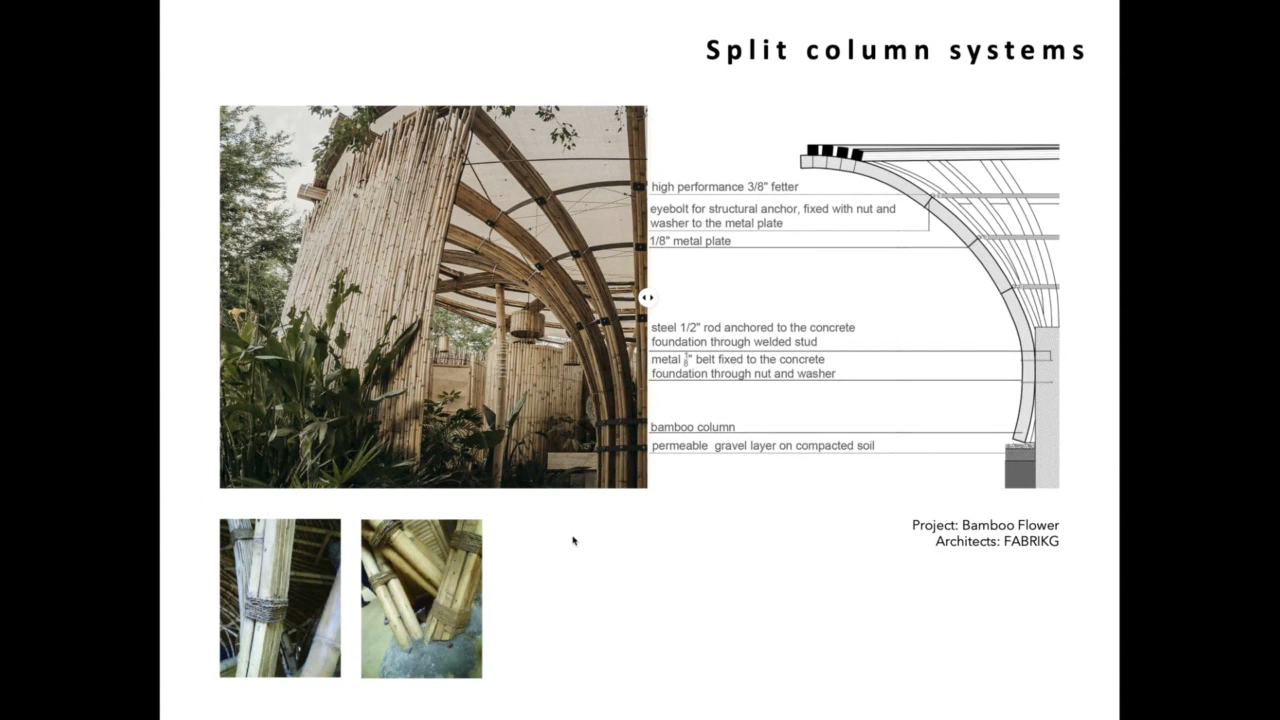 Split column systems
high performance 3/8" fetter
eyebolt for structural anchor, fixed with nut and
washer to the metal plate
1/8" metal plate
steel 1/2" rod anchored to the concrete
foundation through welded stud
metal 1/8" belt fixed to the concrete
foundation through nut and washer
bamboo column
permeable gravel layer on compacted soil
Project: Bamboo Flower
Architects: FABRIKG